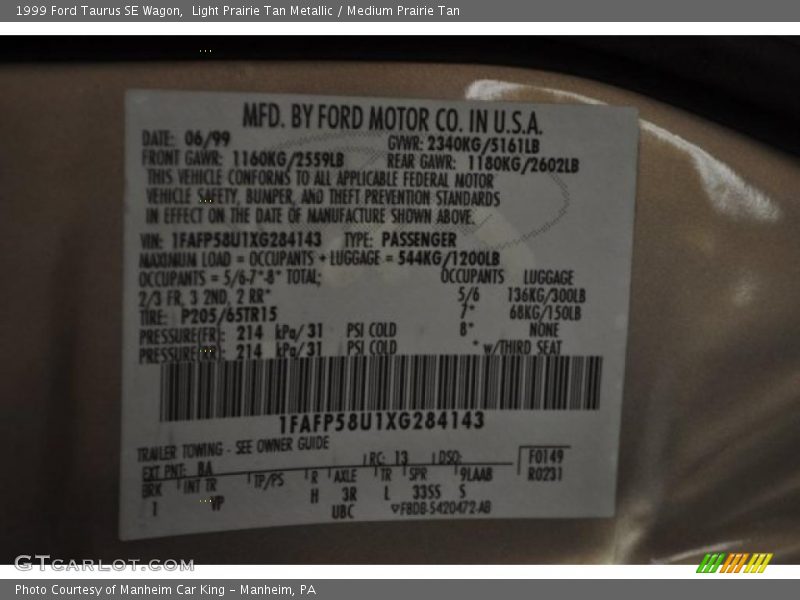 1999 Ford Taurus SE Wagon, Light Prairie Tan Metallic / Medium Prairie Tan
MFD. BY FORD MOTOR CO. IN U.S.A.
DATE: 06/99 GVWR: 2340KG/5161LB
FRONT GAWR: 1160KG/2559LB REAR GAWR: 1180KG/2602LB
THIS VEHICLE CONFORMS TO ALL APPLICABLE FEDERAL MOTOR
VEHICLE SAFETY, BUMPER, AND THEFT PREVENTION STANDARDS
IN EFFECT ON THE DATE OF MANUFACTURE SHOWN ABOVE.
VIN: 1FAFP58U1XG284143 TYPE: PASSENGER
MAXIMUM LOAD = OCCUPANTS + LUGGAGE = 544KG/1200LB
OCCUPANTS = 5/6-7*-8* TOTAL; OCCUPANTS LUGGAGE
2/3 FR, 3 2ND, 2 RR* 5/6 136KG/300LB
TIRE: P205/65TR15 7* 68KG/150LB
PRESSURE(FR): 214 kPa/31 PSI COLD 8* NONE
PRESSURE 214 kPa/31 PSI COLD * w/THIRD SEAT
1FAFP58U1XG284143
TRAILER TOWING - SEE OWNER GUIDE
EXT PNT: BA RC: 13 DSO: F0149
BRK INT TR TP/PS R AXLE TR SPR 9LAAB R0231
1 VP H 3R L 33SS S
UBC F8DB-5420472-AB
GTCARLOT.COM
Photo Courtesy of Manheim Car King - Manheim, PA